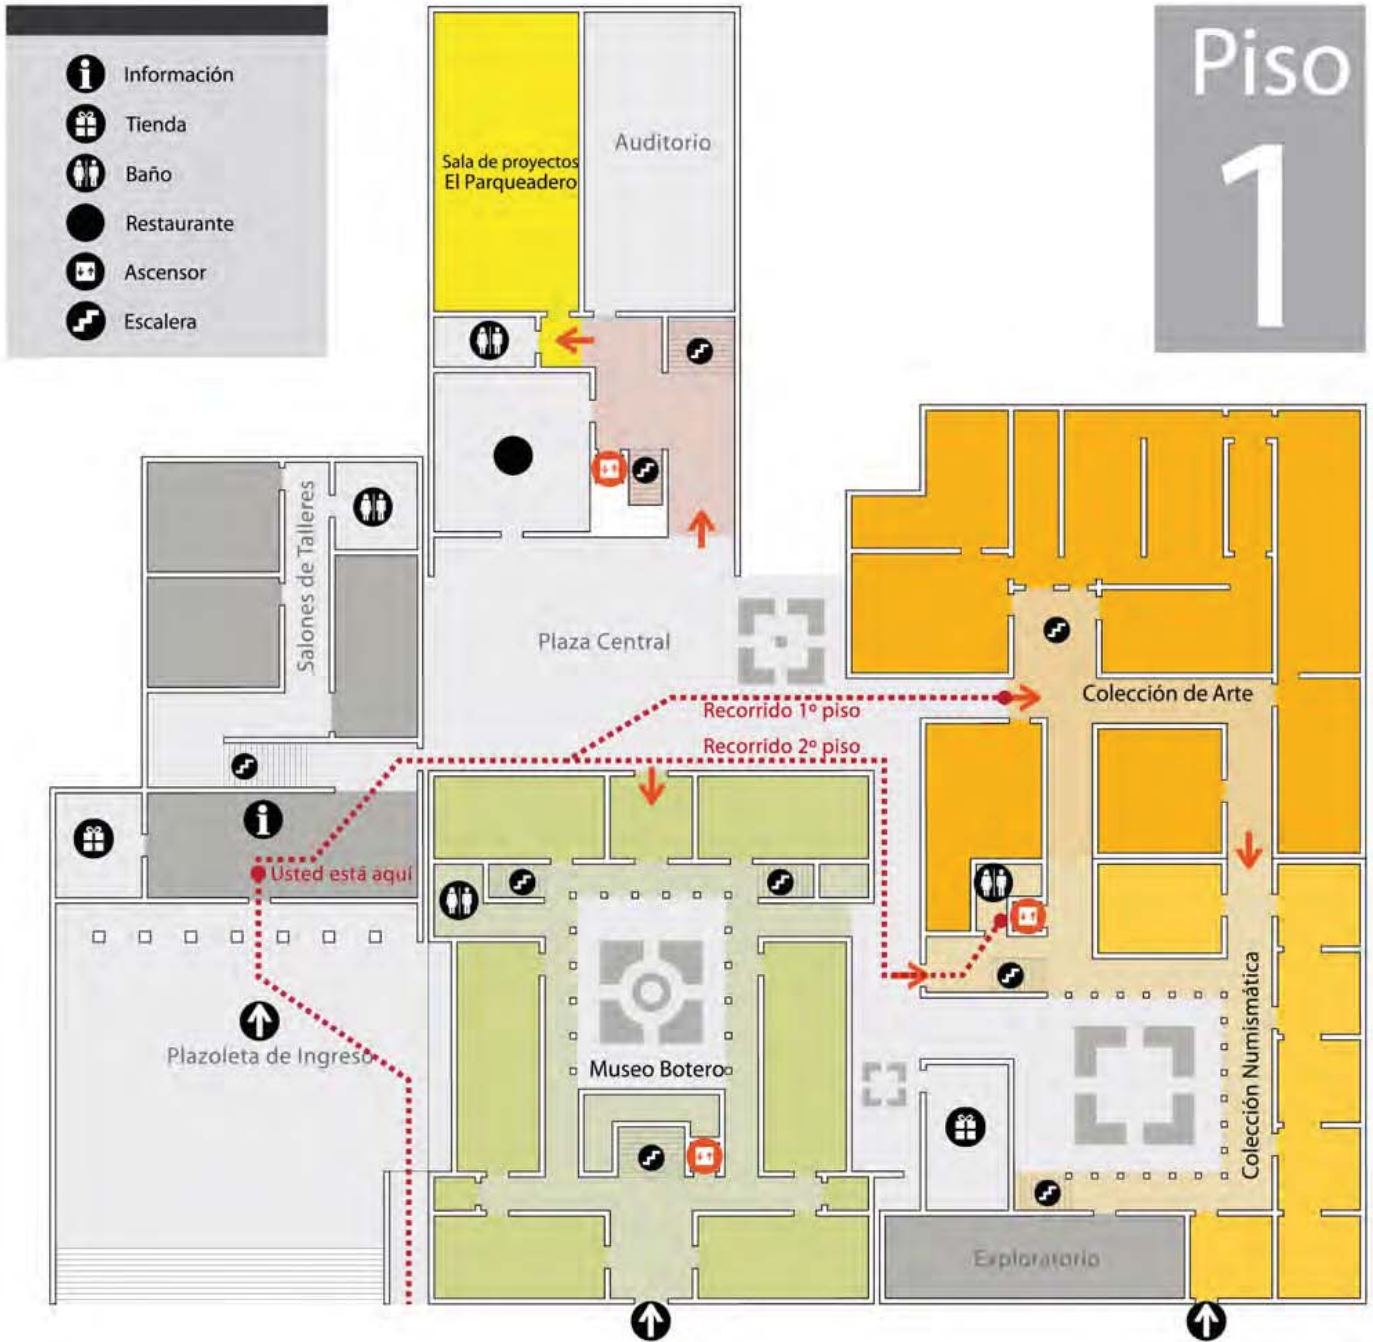 Información
Tienda
Baño
Restaurante
Ascensor
Escalera
Piso
1
Sala de proyectos
El Parqueadero
Auditorio
Salones de Talleres
Plaza Central
Recorrido 1º piso
Colección de Arte
Recorrido 2º piso
Usted está aquí
Plazoleta de Ingreso
Museo Botero
Colección Numismática
Exploratorio